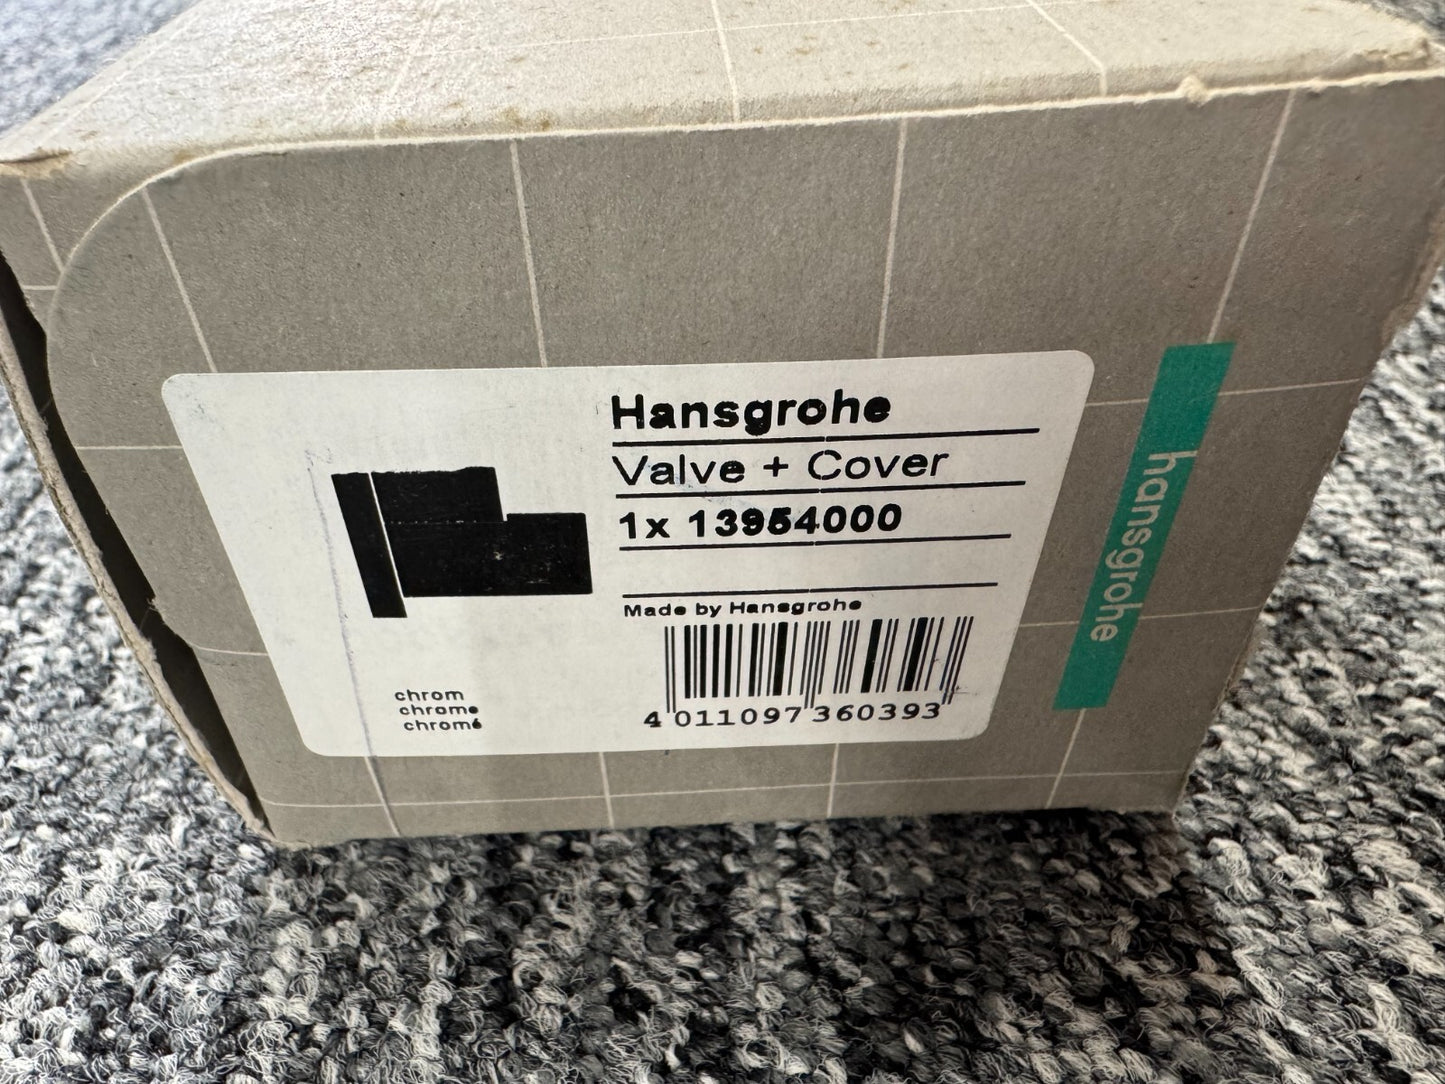 Hansgrohe
Valve + Cover
1x 13954000
Made by Hansgrohe
4 011097 360393
chrom
chrome
chromé
hansgrohe